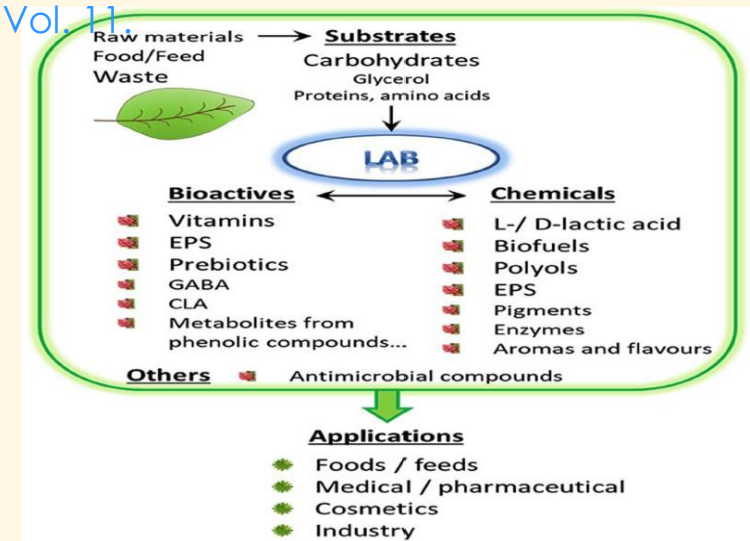 Vol. 11.
Raw materials
Food/Feed
Waste
Substrates
Carbohydrates
Glycerol
Proteins, amino acids
LAB
Bioactives
Vitamins
EPS
Prebiotics
GABA
CLA
Metabolites from
phenolic compounds...
Chemicals
L-/ D-lactic acid
Biofuels
Polyols
EPS
Pigments
Enzymes
Aromas and flavours
Others
Antimicrobial compounds
Applications
Foods / feeds
Medical / pharmaceutical
Cosmetics
Industry